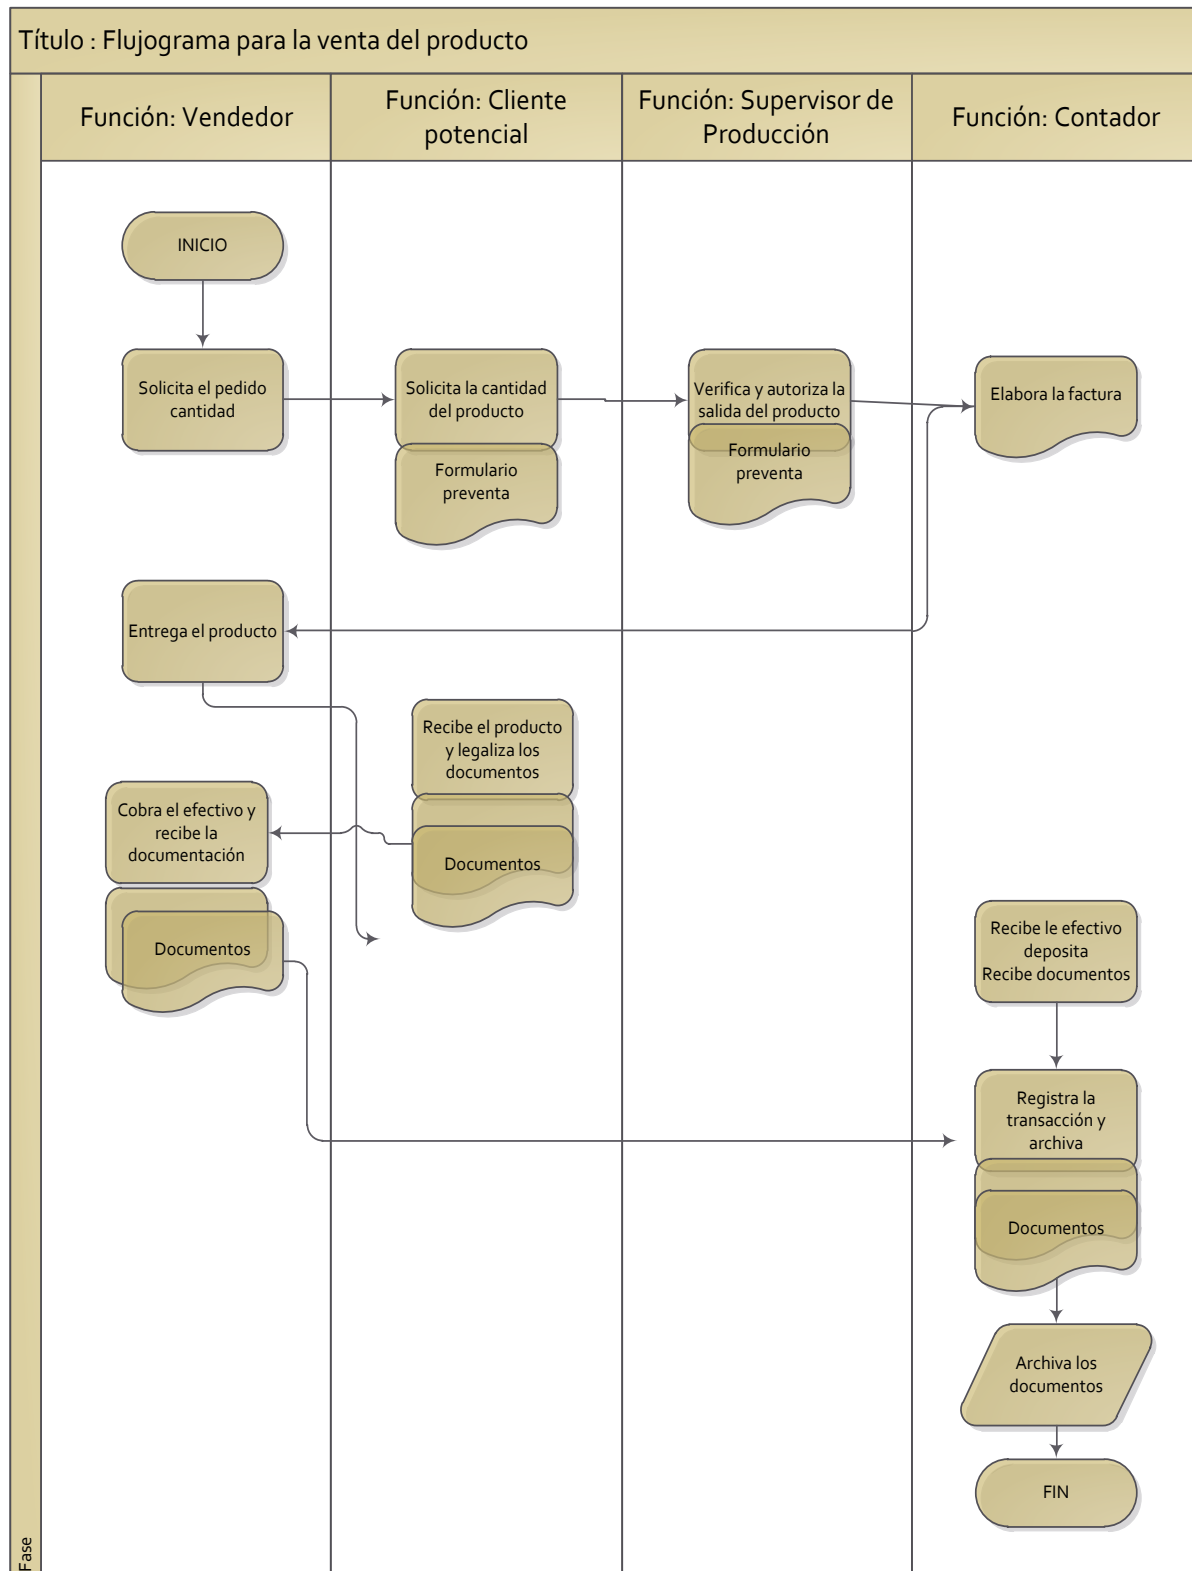 Título : Flujograma para la venta del producto
Función: Vendedor
Función: Cliente
potencial
Función: Supervisor de
Producción
Función: Contador
INICIO
Solicita el pedido
cantidad
Solicita la cantidad
del producto
Formulario
preventa
Verifica y autoriza la
salida del producto
Formulario
preventa
Elabora la factura
Entrega el producto
Recibe el producto
y legaliza los
documentos
Documentos
Cobra el efectivo y
recibe la
documentación
Documentos
Recibe le efectivo
deposita
Recibe documentos
Registra la
transacción y
archiva
Documentos
Archiva los
documentos
FIN
Fase